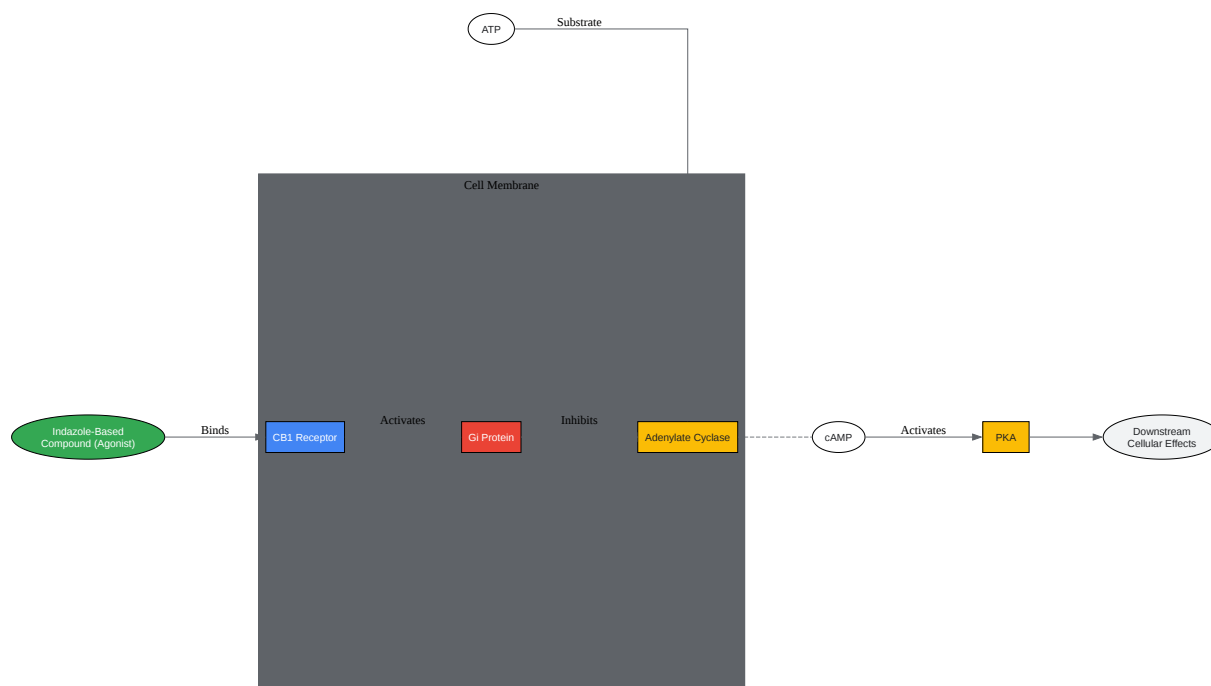 ATP
Substrate
Cell Membrane
Indazole-Based
Compound (Agonist)
Binds
CB1 Receptor
Activates
Gi Protein
Inhibits
Adenylate Cyclase
cAMP
Activates
PKA
Downstream
Cellular Effects